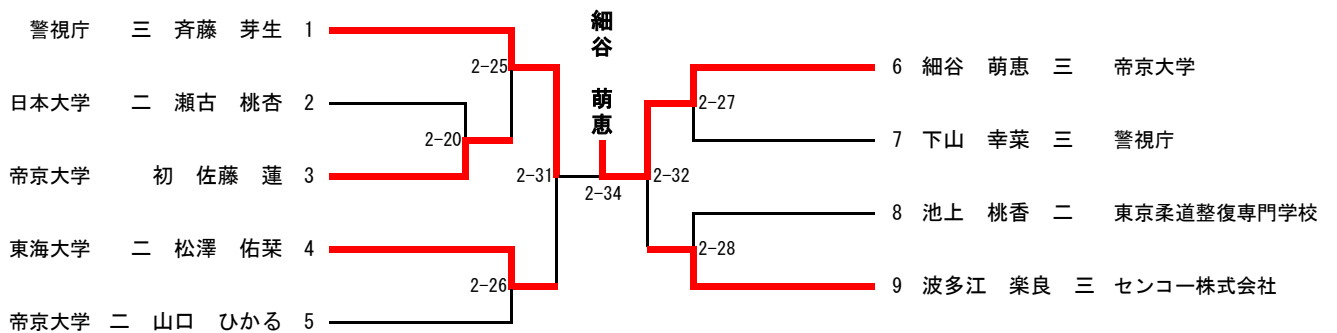 警視庁 三 斉藤 芽生 1
日本大学 二 瀬古 桃杏 2
帝京大学 初 佐藤 蓮 3
東海大学 二 松澤 佑栞 4
帝京大学 二 山口 ひかる 5
2-25
2-20
2-26
2-31
細谷 萌恵
2-34
2-32
2-27
2-28
6 細谷 萌恵 三 帝京大学
7 下山 幸菜 三 警視庁
8 池上 桃香 二 東京柔道整復専門学校
9 波多江 楽良 三 センコー株式会社